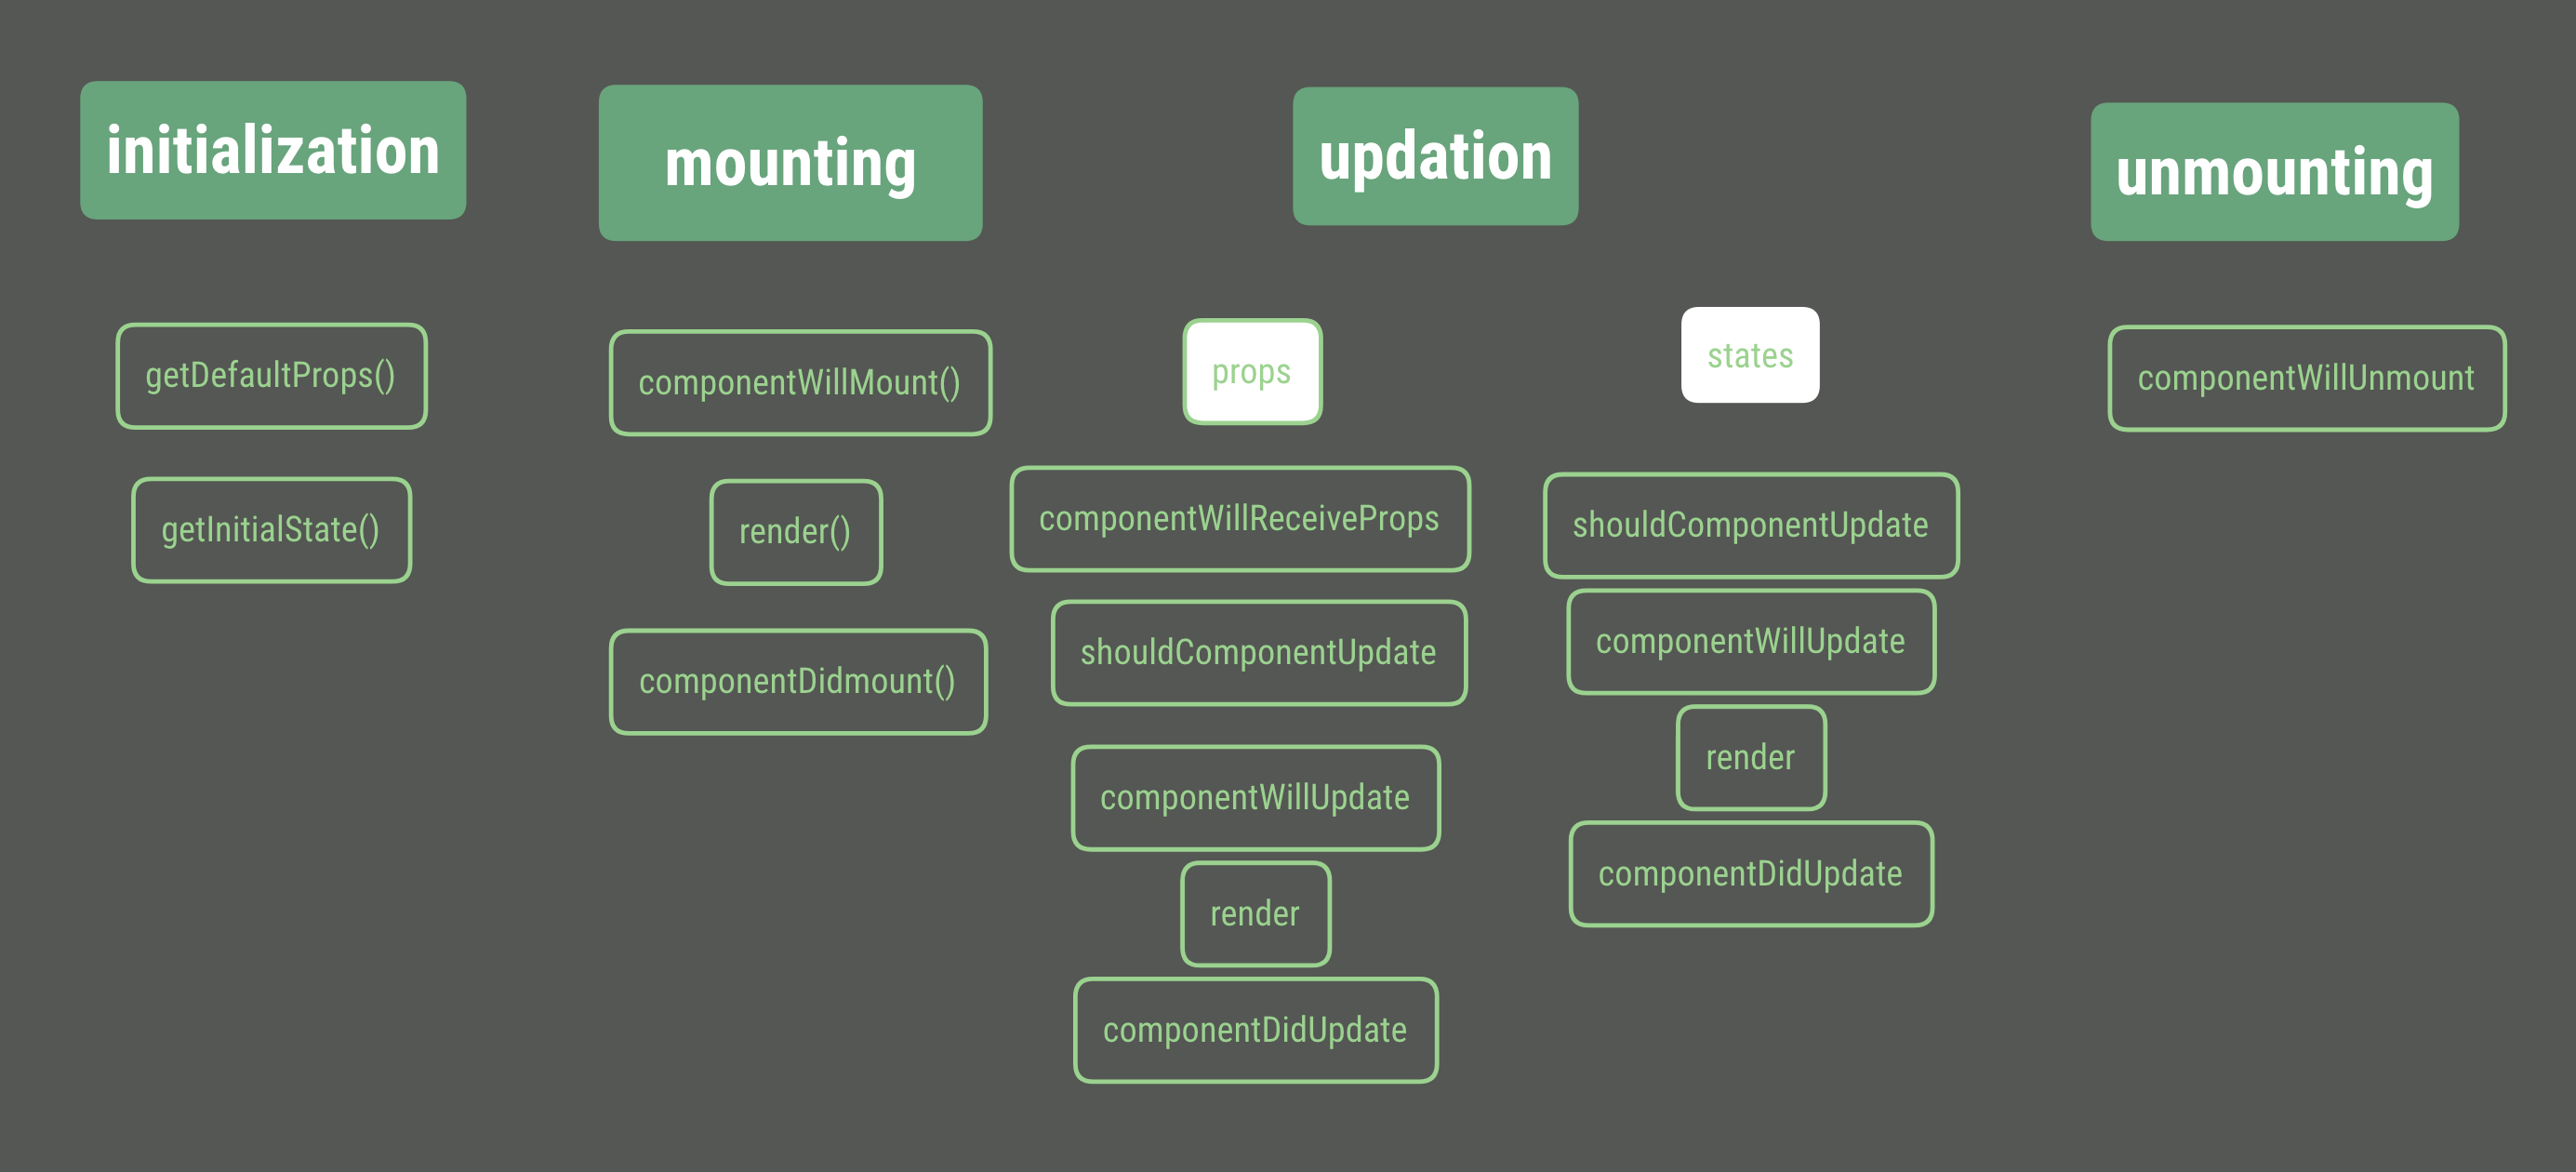 initialization
getDefaultProps()
getInitialState()
mounting
componentWillMount()
render()
componentDidmount()
updation
props
componentWillReceiveProps
shouldComponentUpdate
componentWillUpdate
render
componentDidUpdate
states
shouldComponentUpdate
componentWillUpdate
render
componentDidUpdate
unmounting
componentWillUnmount